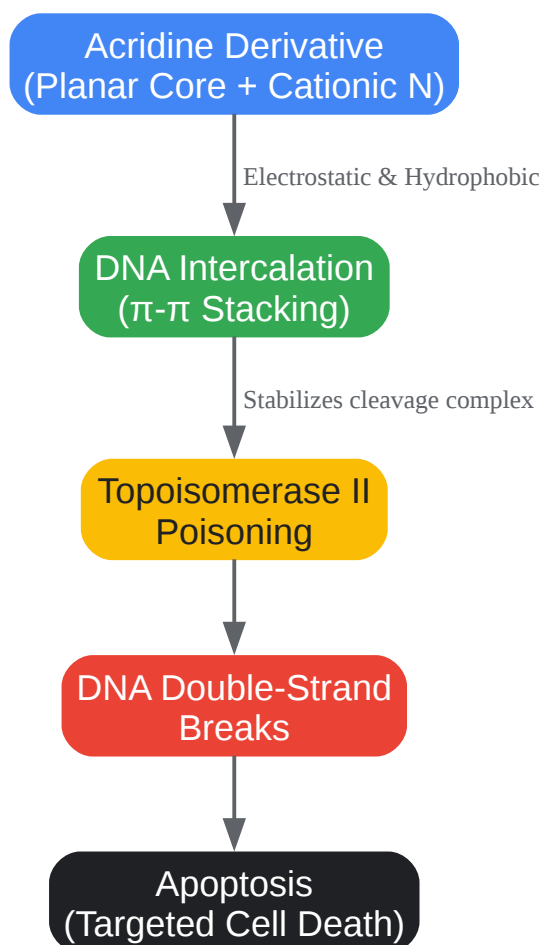 Acridine Derivative
(Planar Core + Cationic N)
Electrostatic & Hydrophobic
DNA Intercalation
(π-π Stacking)
Stabilizes cleavage complex
Topoisomerase II
Poisoning
DNA Double-Strand
Breaks
Apoptosis
(Targeted Cell Death)